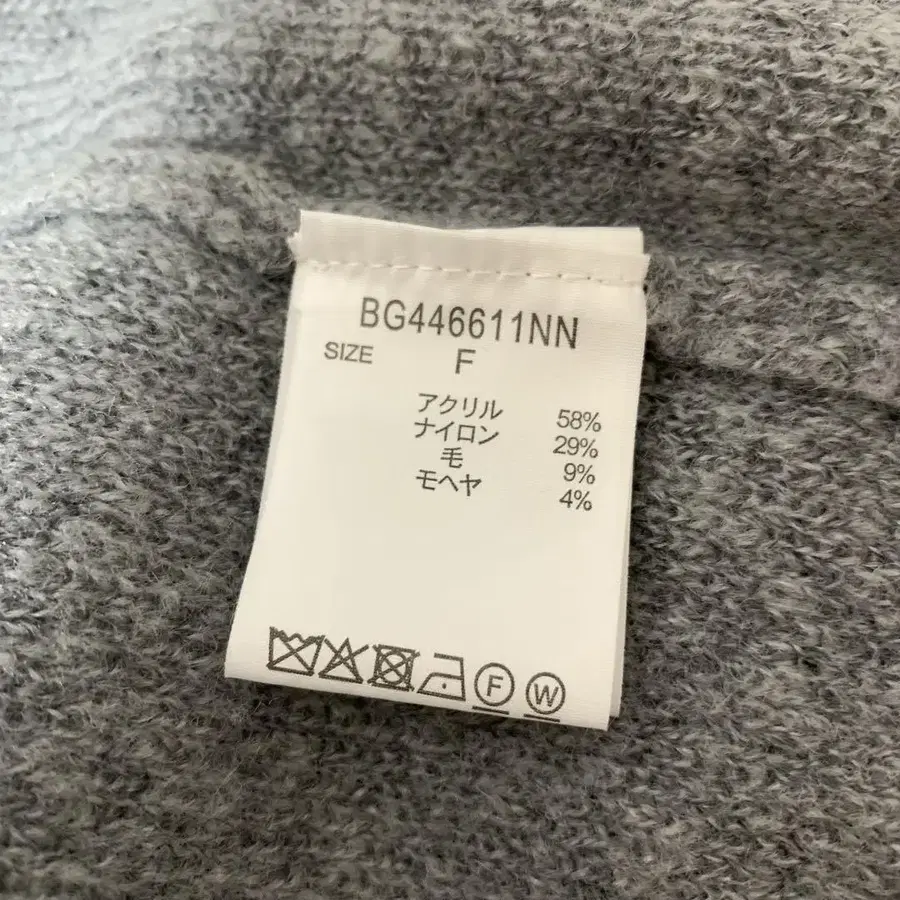 BG446611NN
SIZE F
アクリル 58%
ナイロン 29%
毛 9%
モヘヤ 4%
F W